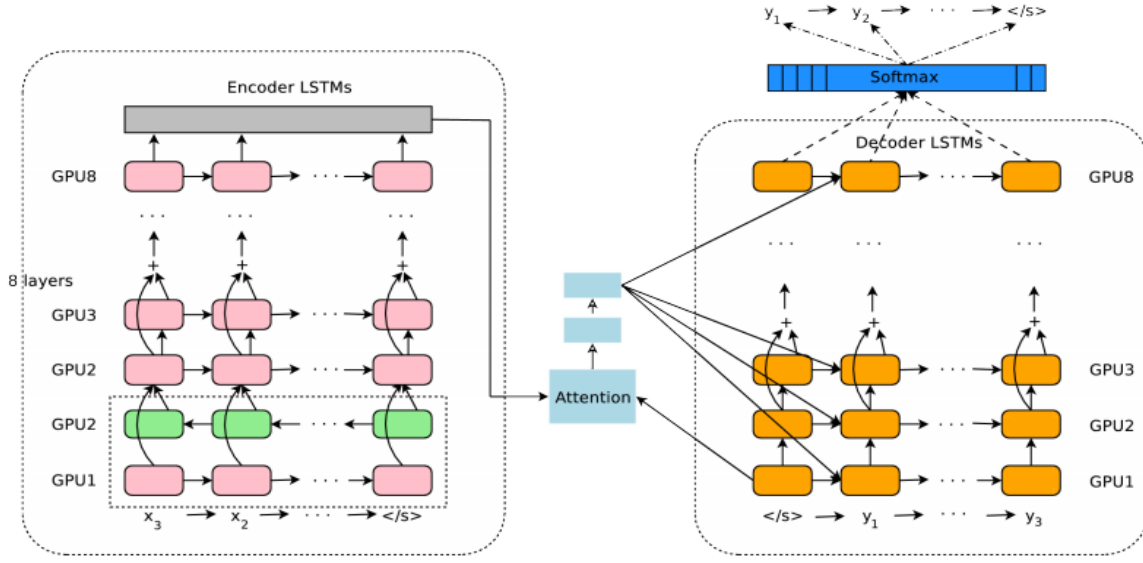 y1 y2 ... </s>
Softmax
Encoder LSTMs
Decoder LSTMs
GPU8
GPU8
8 layers
GPU3
GPU2
GPU2
GPU1
x3 x2 ... </s>
Attention
GPU3
GPU2
GPU1
</s> y1 ... y3